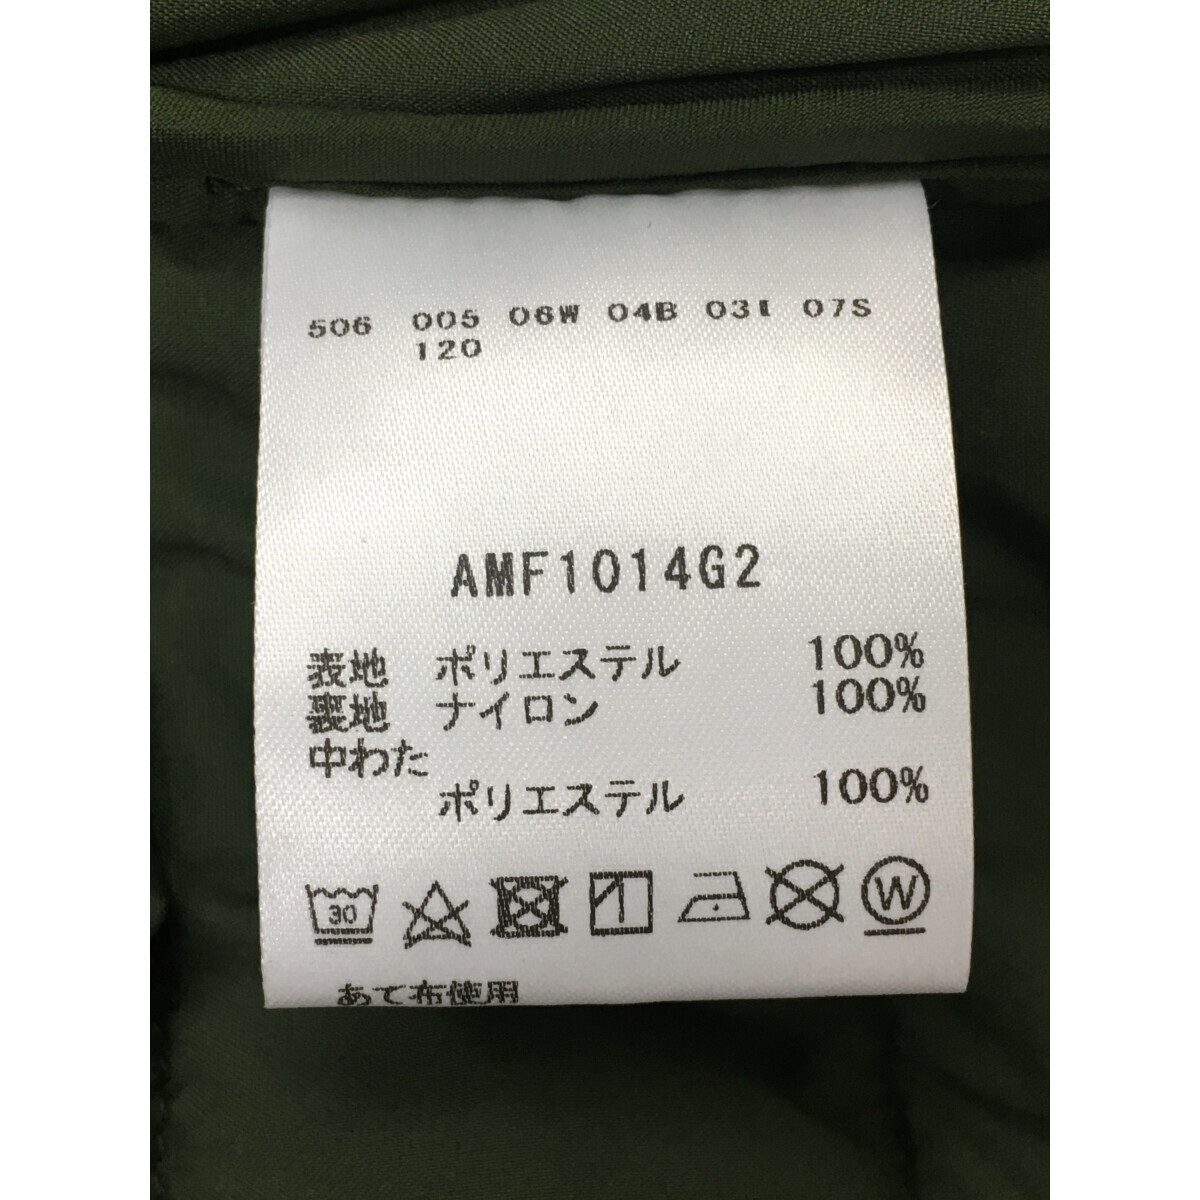 506 005 06W 04B 03I 07S
120
AMF1014G2
表地 ポリエステル 100%
裏地 ナイロン 100%
中わた
ポリエステル 100%
30
W
あて布使用